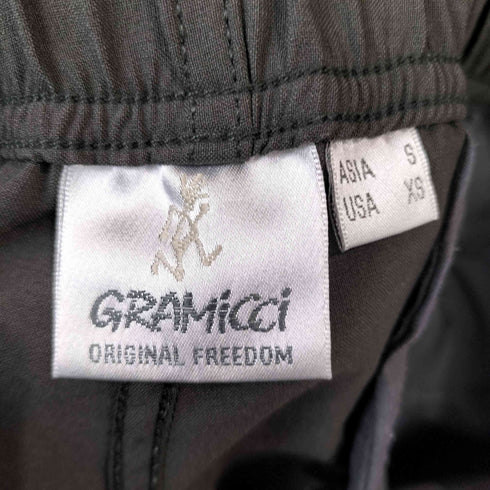 GRAMiCCi
ORIGINAL FREEDOM
ASIA S
USA XS